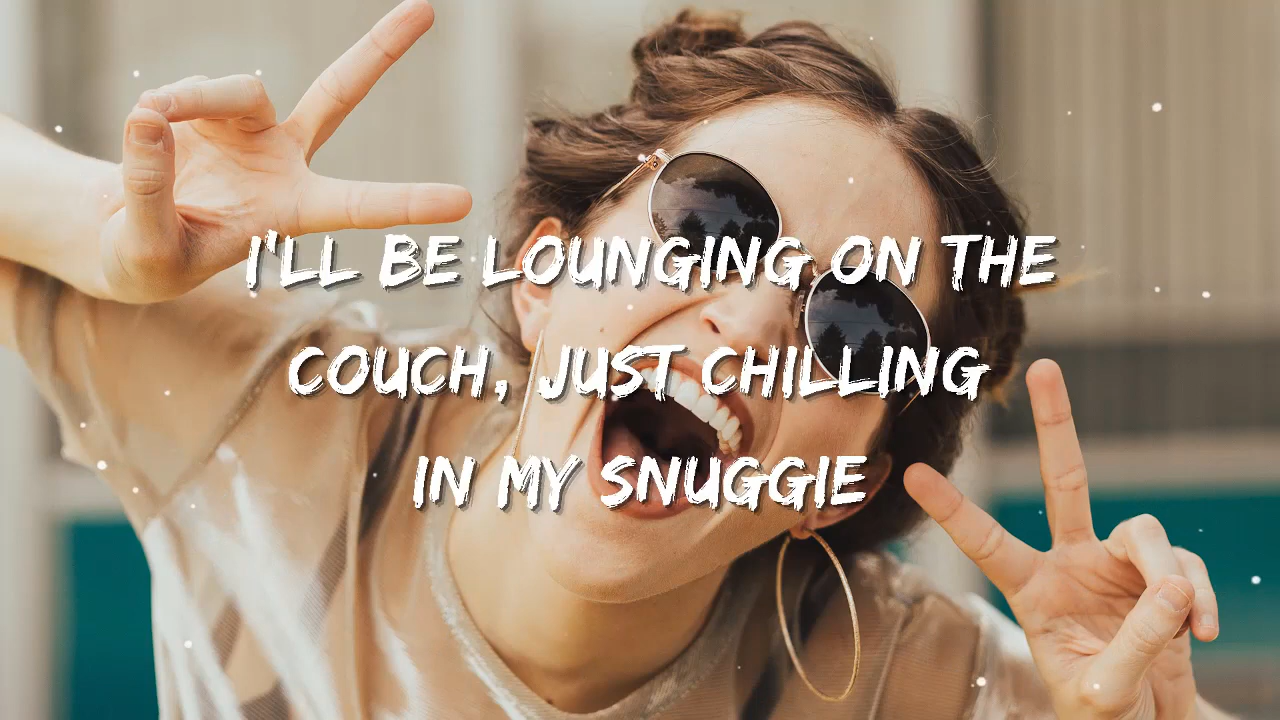 I'LL BE LOUNGING ON THE
COUCH, JUST CHILLING
IN MY SNUGGIE